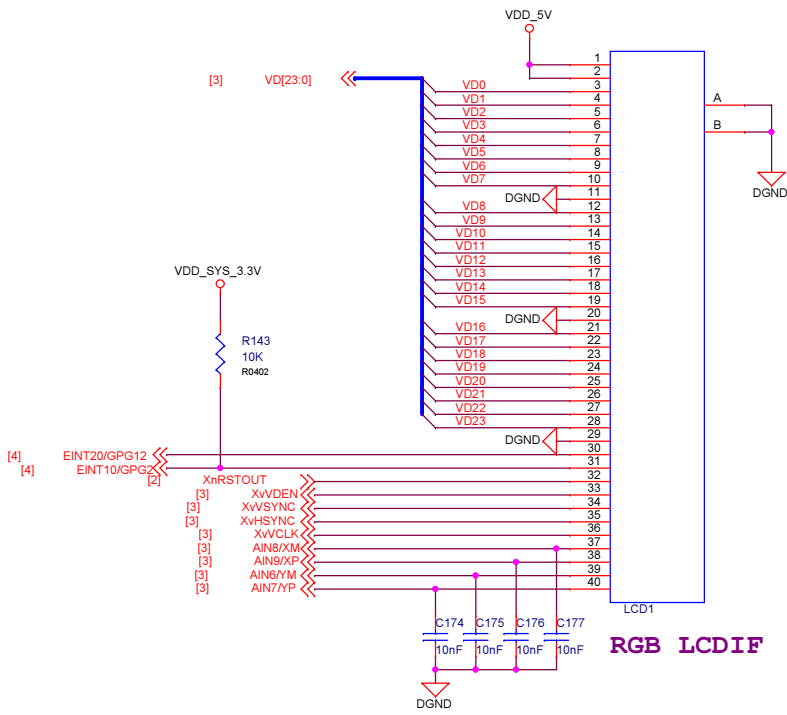 VDD_5V
[3] VD[23:0]
1
2
VD0 3
VD1 4 A
VD2 5
VD3 6 B
VD4 7
VD5 8
VD6 9
VD7 10
DGND 11 DGND
VD8 12
VD9 13
VD10 14
VD11 15
VD12 16
VDD_SYS_3.3V
VD13 17
VD14 18
VD15 19
DGND 20
VD16 21
R143
VD17 22
10K
VD18 23
R0402
VD19 24
VD20 25
VD21 26
VD22 27
VD23 28
DGND 29
[4] EINT20/GPG12 30
[4] EINT10/GPG2 31
[2] XnRSTOUT 32
[3] XvVDEN 33
[3] XvVSYNC 34
[3] XvHSYNC 35
[3] XvVCLK 36
[3] AIN8/XM 37
[3] AIN9/XP 38
[3] AIN6/YM 39
[3] AIN7/YP 40
LCD1
C174 C175 C176 C177
10nF 10nF 10nF 10nF
RGB LCDIF
DGND